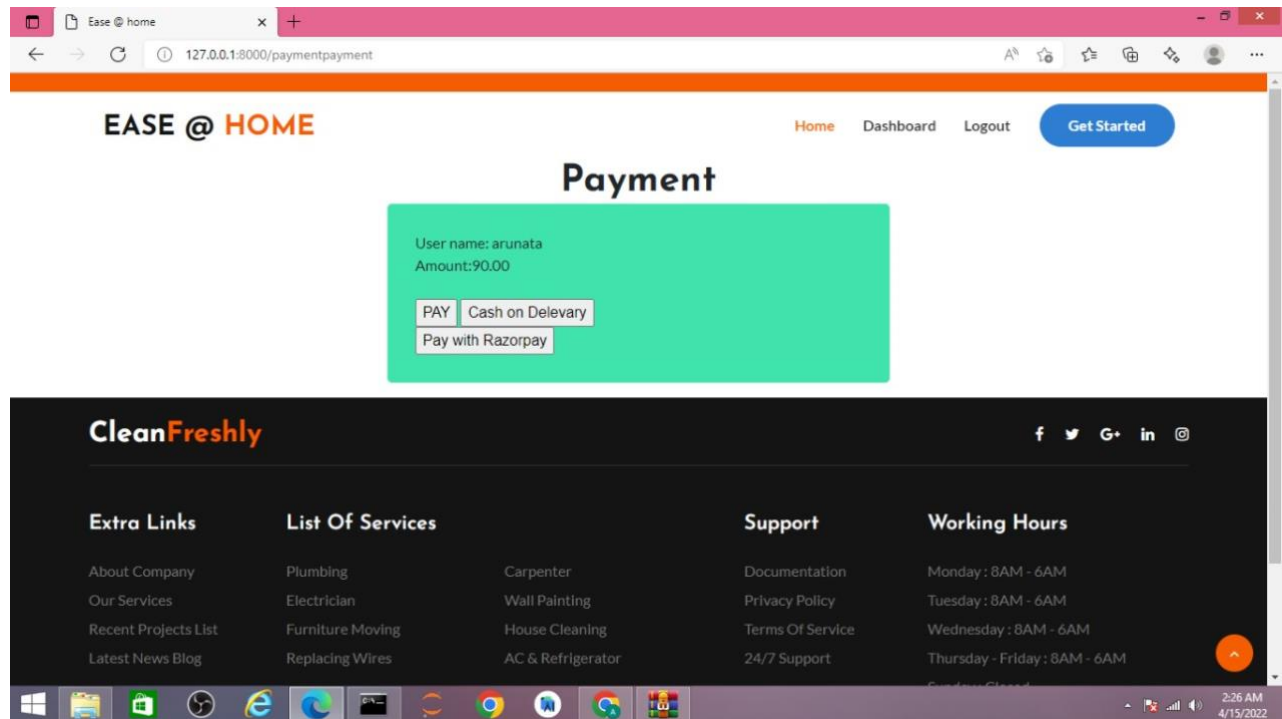 Ease @ home
127.0.0.1:8000/paymentpayment
EASE @ HOME
Home Dashboard Logout Get Started
Payment
User name: arunata
Amount:90.00
PAY Cash on Delevary
Pay with Razorpay
CleanFreshly
f G+ in
Extra Links List Of Services Support Working Hours
About Company Plumbing Carpenter Documentation Monday : 8AM - 6AM
Our Services Electrician Wall Painting Privacy Policy Tuesday : 8AM - 6AM
Recent Projects List Furniture Moving House Cleaning Terms Of Service Wednesday : 8AM - 6AM
Latest News Blog Replacing Wires AC & Refrigerator 24/7 Support Thursday - Friday : 8AM - 6AM
2:26 AM
4/15/2022